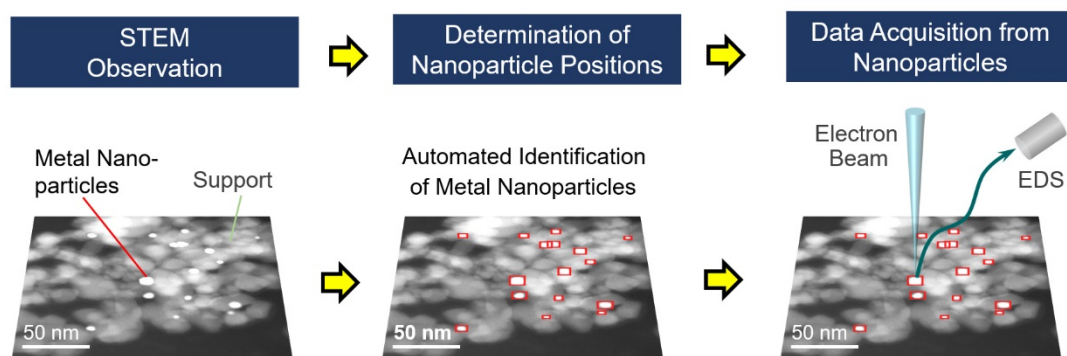 STEM
Observation
Determination of
Nanoparticle Positions
Data Acquisition from
Nanoparticles
Metal Nano-
particles
Support
50 nm
Automated Identification
of Metal Nanoparticles
50 nm
Electron
Beam
EDS
50 nm